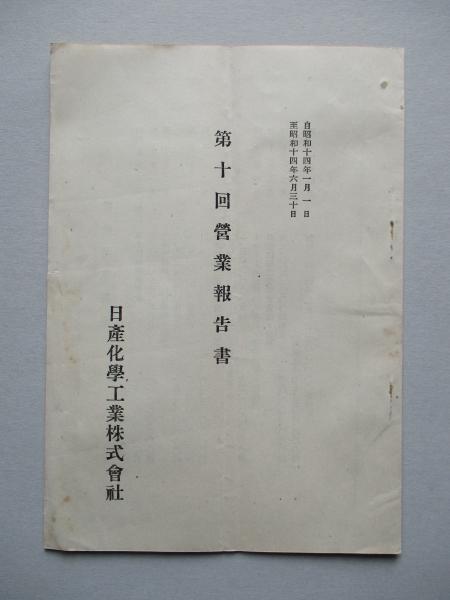 自昭和十四年一月一日
至昭和十四年六月三十日
第十回營業報告書
日產化學工業株式會社